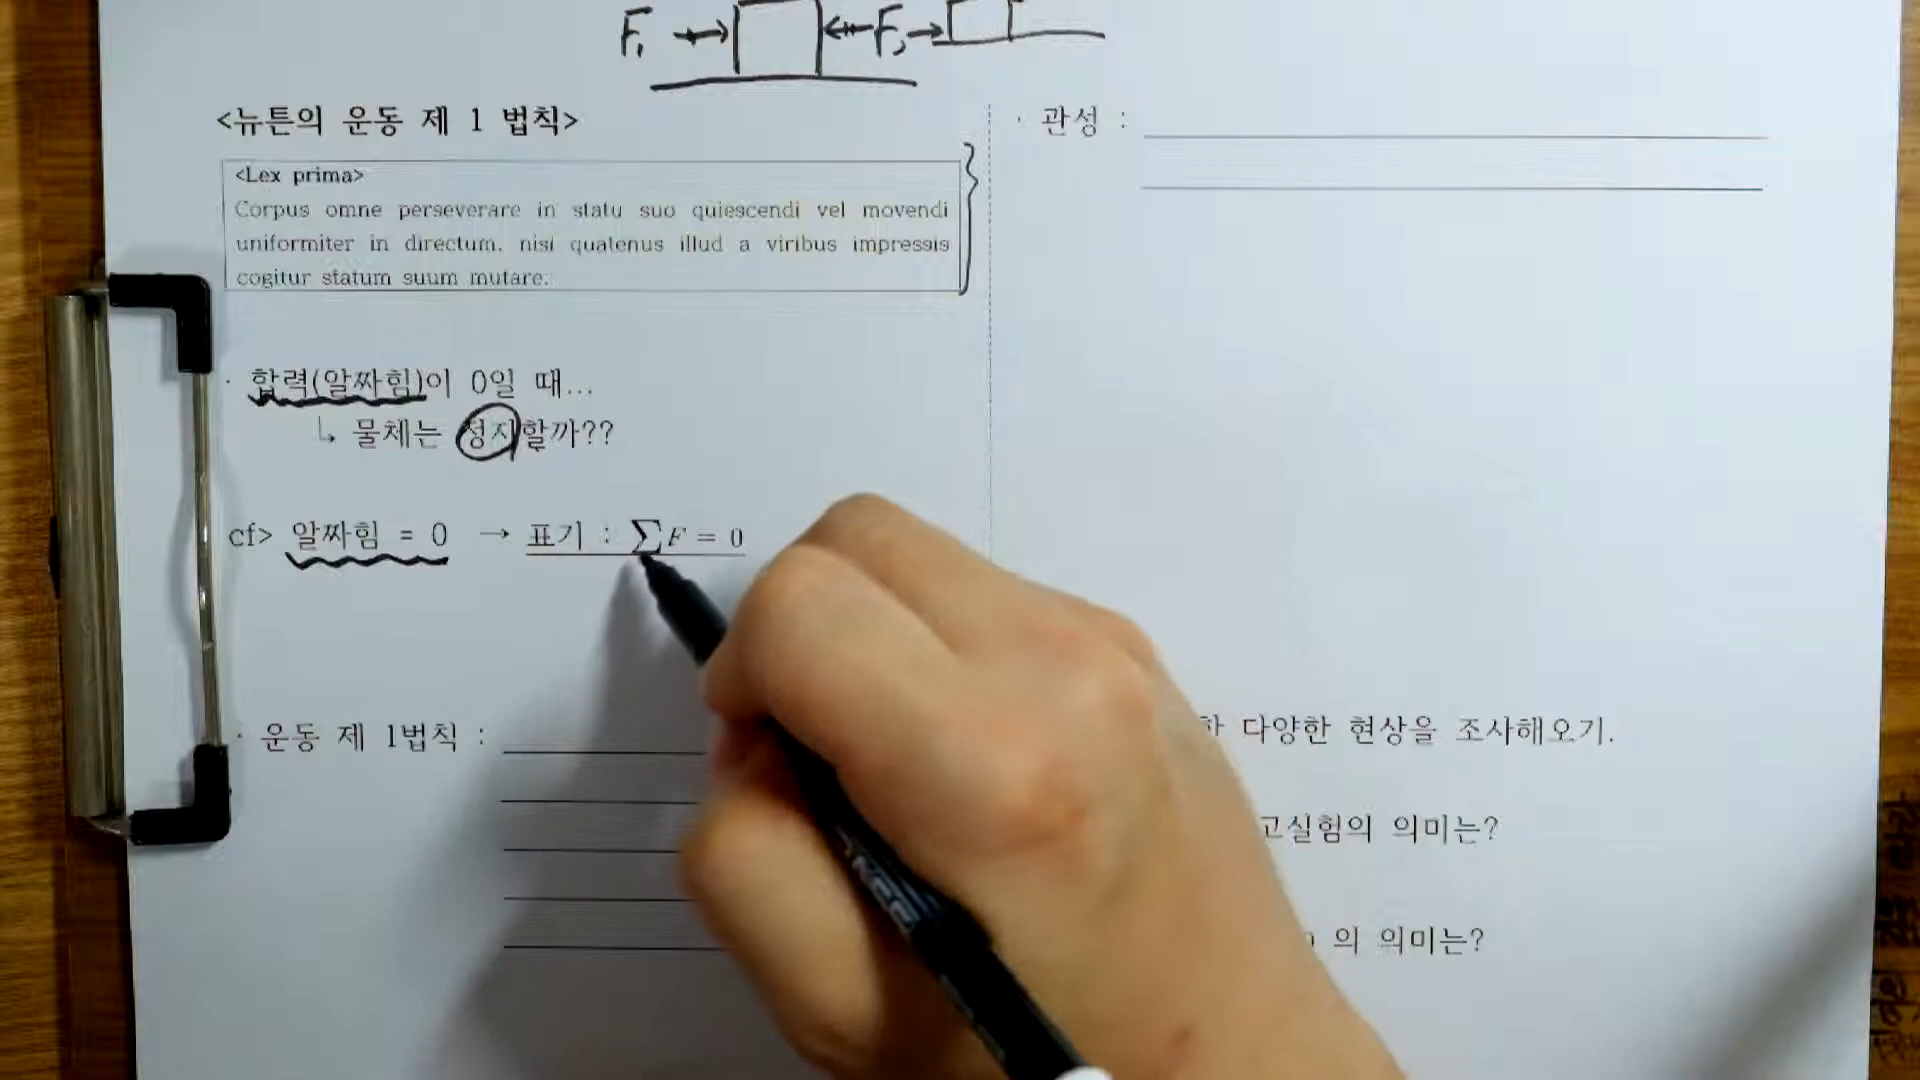 F₁ → ← F₂ →
<뉴튼의 운동 제 1 법칙>
<Lex prima>
Corpus omne perseverare in statu suo quiescendi vel movendi
uniformiter in directum, nisi quatenus illud a viribus impressis
cogitur statum suum mutare.
· 합력(알짜힘)이 0일 때...
↳ 물체는 정지할까??
cf> 알짜힘 = 0 → 표기 : ∑F = 0
· 운동 제 1법칙 :
· 관성 :
다양한 현상을 조사해오기.
고실험의 의미는?
의 의미는?